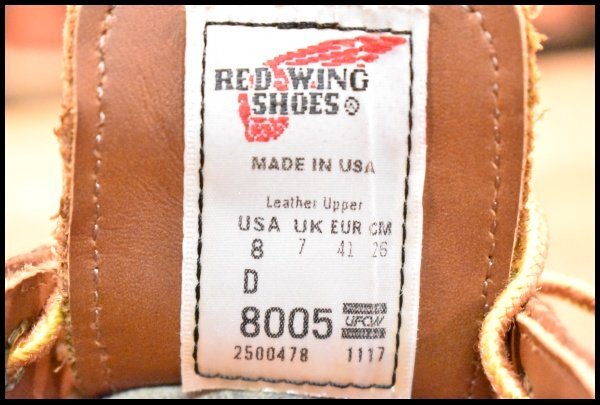 RED WING
SHOES ®
MADE IN USA
Leather Upper
USA UK EUR CM
8 7 41 26
D
8005 UFCW
2500478 1117